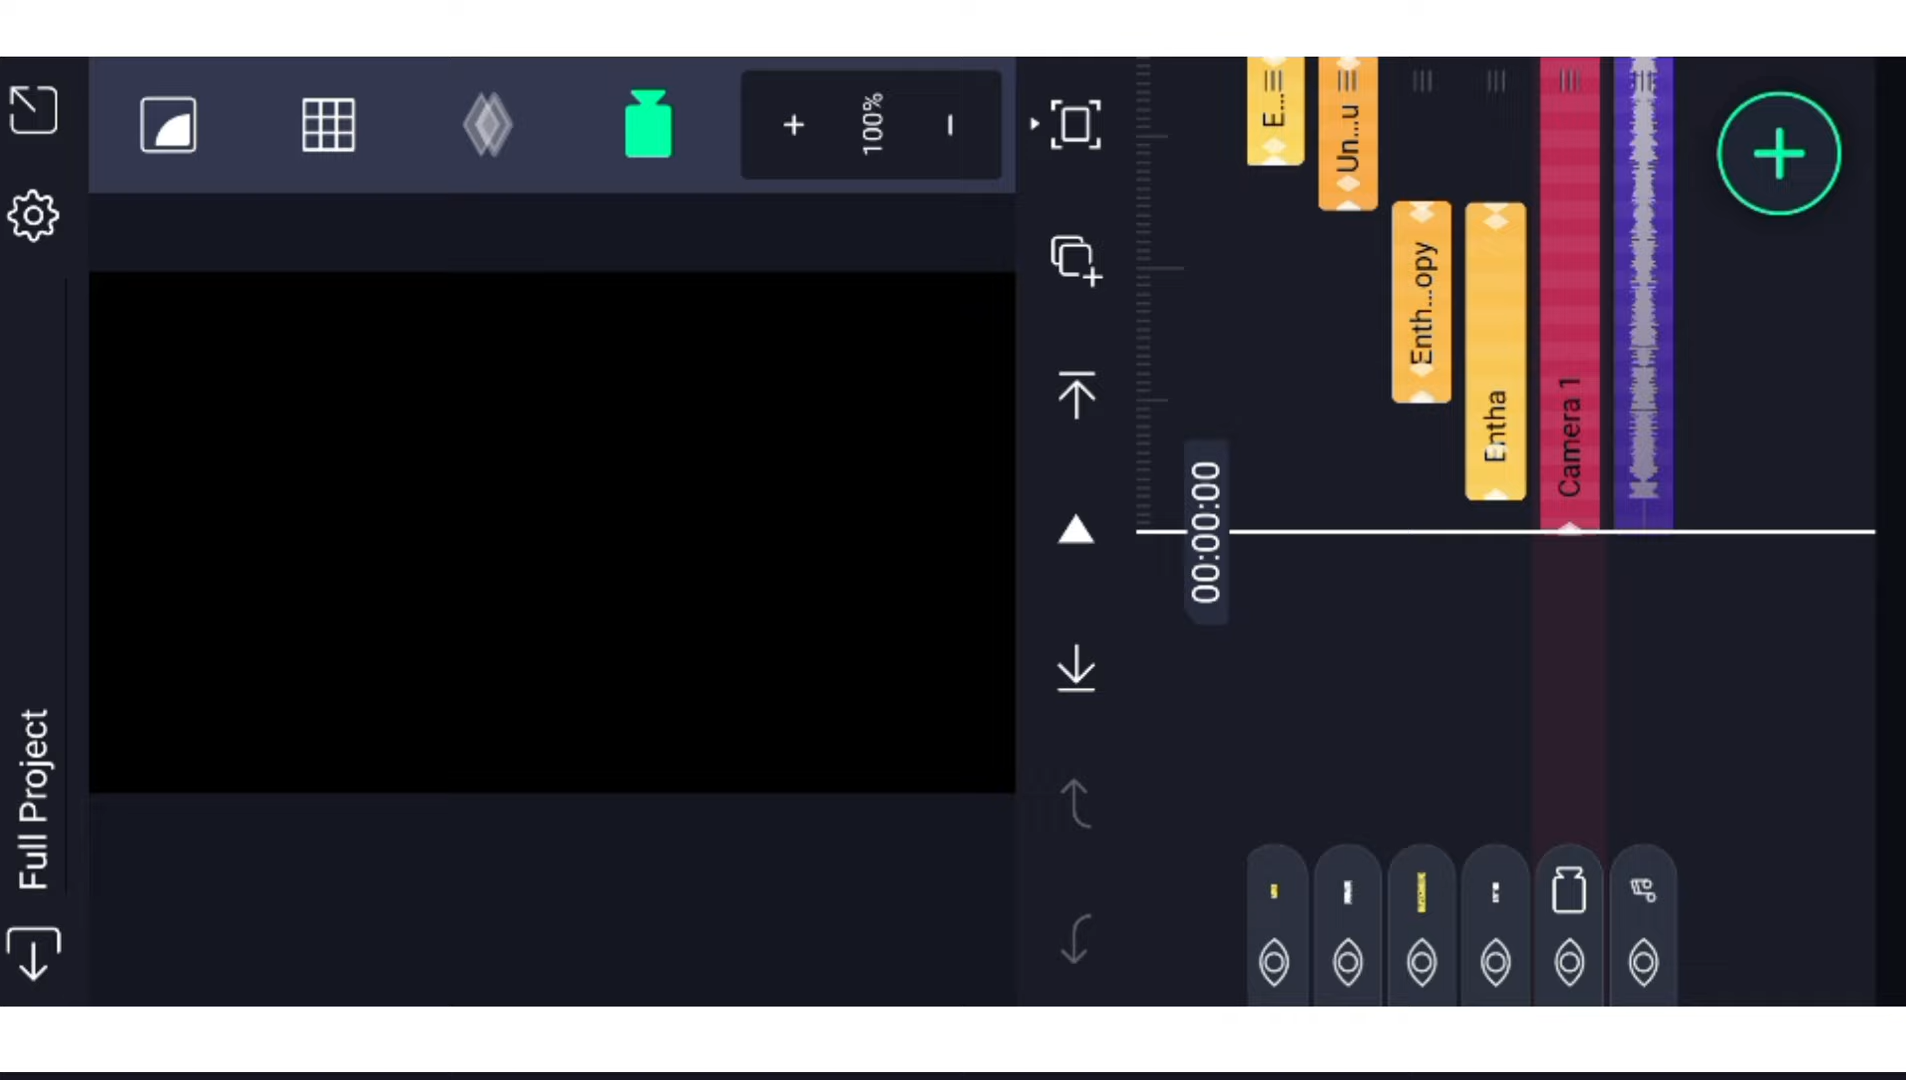 Full Project
100%
00:00:00
E...
Un...u
Enth...opy
Entha
Camera 1